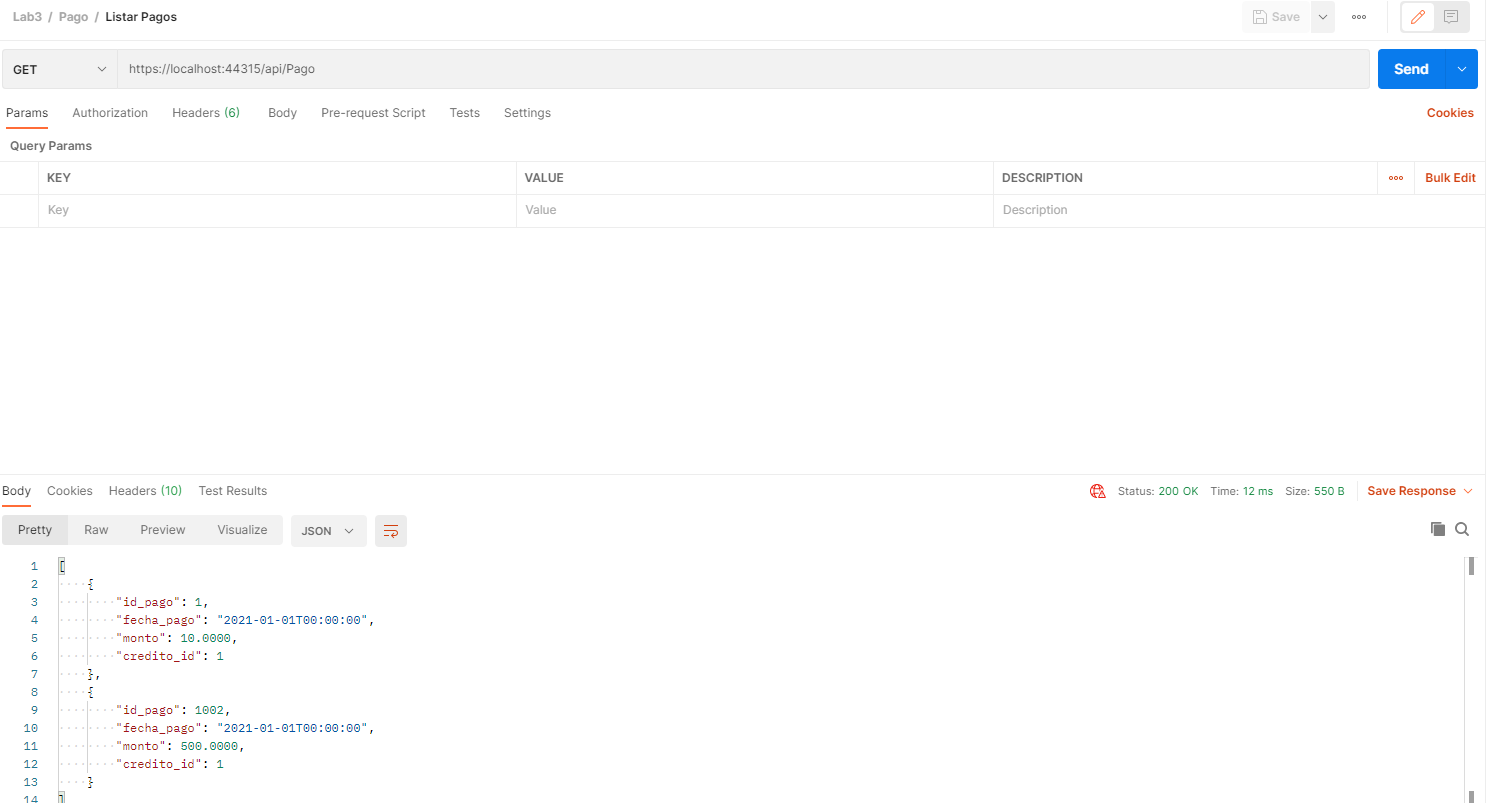 Lab3 / Pago / Listar Pagos
Save
GET https://localhost:44315/api/Pago Send
Params Authorization Headers (6) Body Pre-request Script Tests Settings Cookies
Query Params
KEY VALUE DESCRIPTION Bulk Edit
Key Value Description
Body Cookies Headers (10) Test Results Status: 200 OK Time: 12 ms Size: 550 B Save Response
Pretty Raw Preview Visualize JSON
1 [
2 {
3 "id_pago": 1,
4 "fecha_pago": "2021-01-01T00:00:00",
5 "monto": 10.0000,
6 "credito_id": 1
7 },
8 {
9 "id_pago": 1002,
10 "fecha_pago": "2021-01-01T00:00:00",
11 "monto": 500.0000,
12 "credito_id": 1
13 }
14 ]